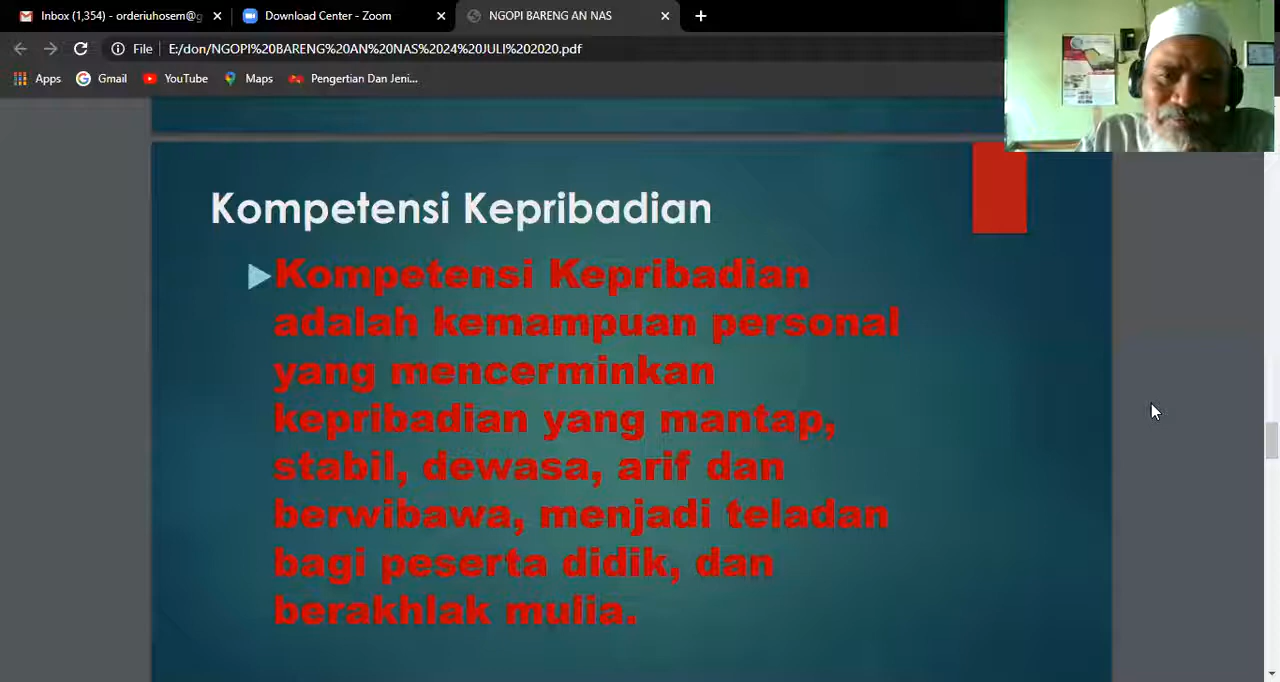 Inbox (1,354) - orderiuhosem@g
Download Center - Zoom
NGOPI BARENG AN NAS
File
E:/don/NGOPI%20BARENG%20AN%20NAS%2024%20JULI%202020.pdf
Apps
Gmail
YouTube
Maps
Pengertian Dan Jeni...
Kompetensi Kepribadian
Kompetensi Kepribadian
adalah kemampuan personal
yang mencerminkan
kepribadian yang mantap,
stabil, dewasa, arif dan
berwibawa, menjadi teladan
bagi peserta didik, dan
berakhlak mulia.